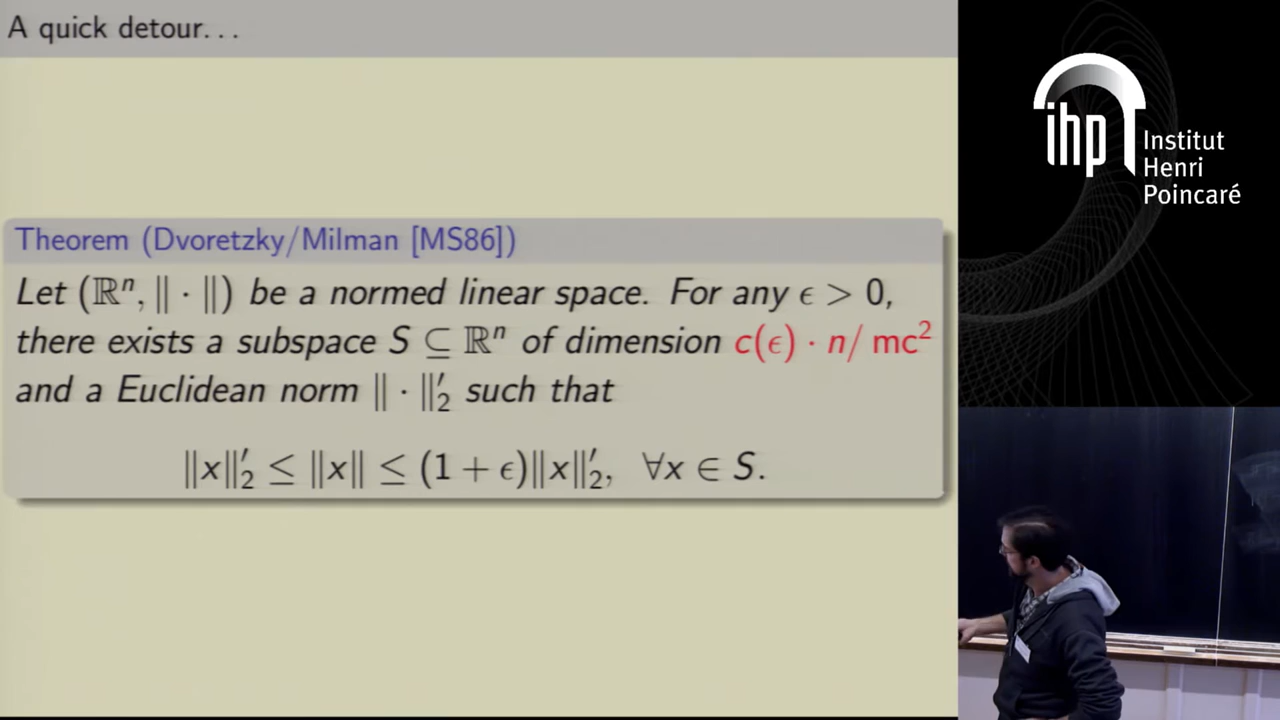 A quick detour...
Theorem (Dvoretzky/Milman [MS86])
Let (ℝⁿ, ‖ · ‖) be a normed linear space. For any ϵ > 0,
there exists a subspace S ⊆ ℝⁿ of dimension c(ϵ) · n/ mc²
and a Euclidean norm ‖ · ‖′₂ such that
‖x‖′₂ ≤ ‖x‖ ≤ (1 + ϵ)‖x‖′₂, ∀x ∈ S.
ihp
Institut
Henri
Poincaré